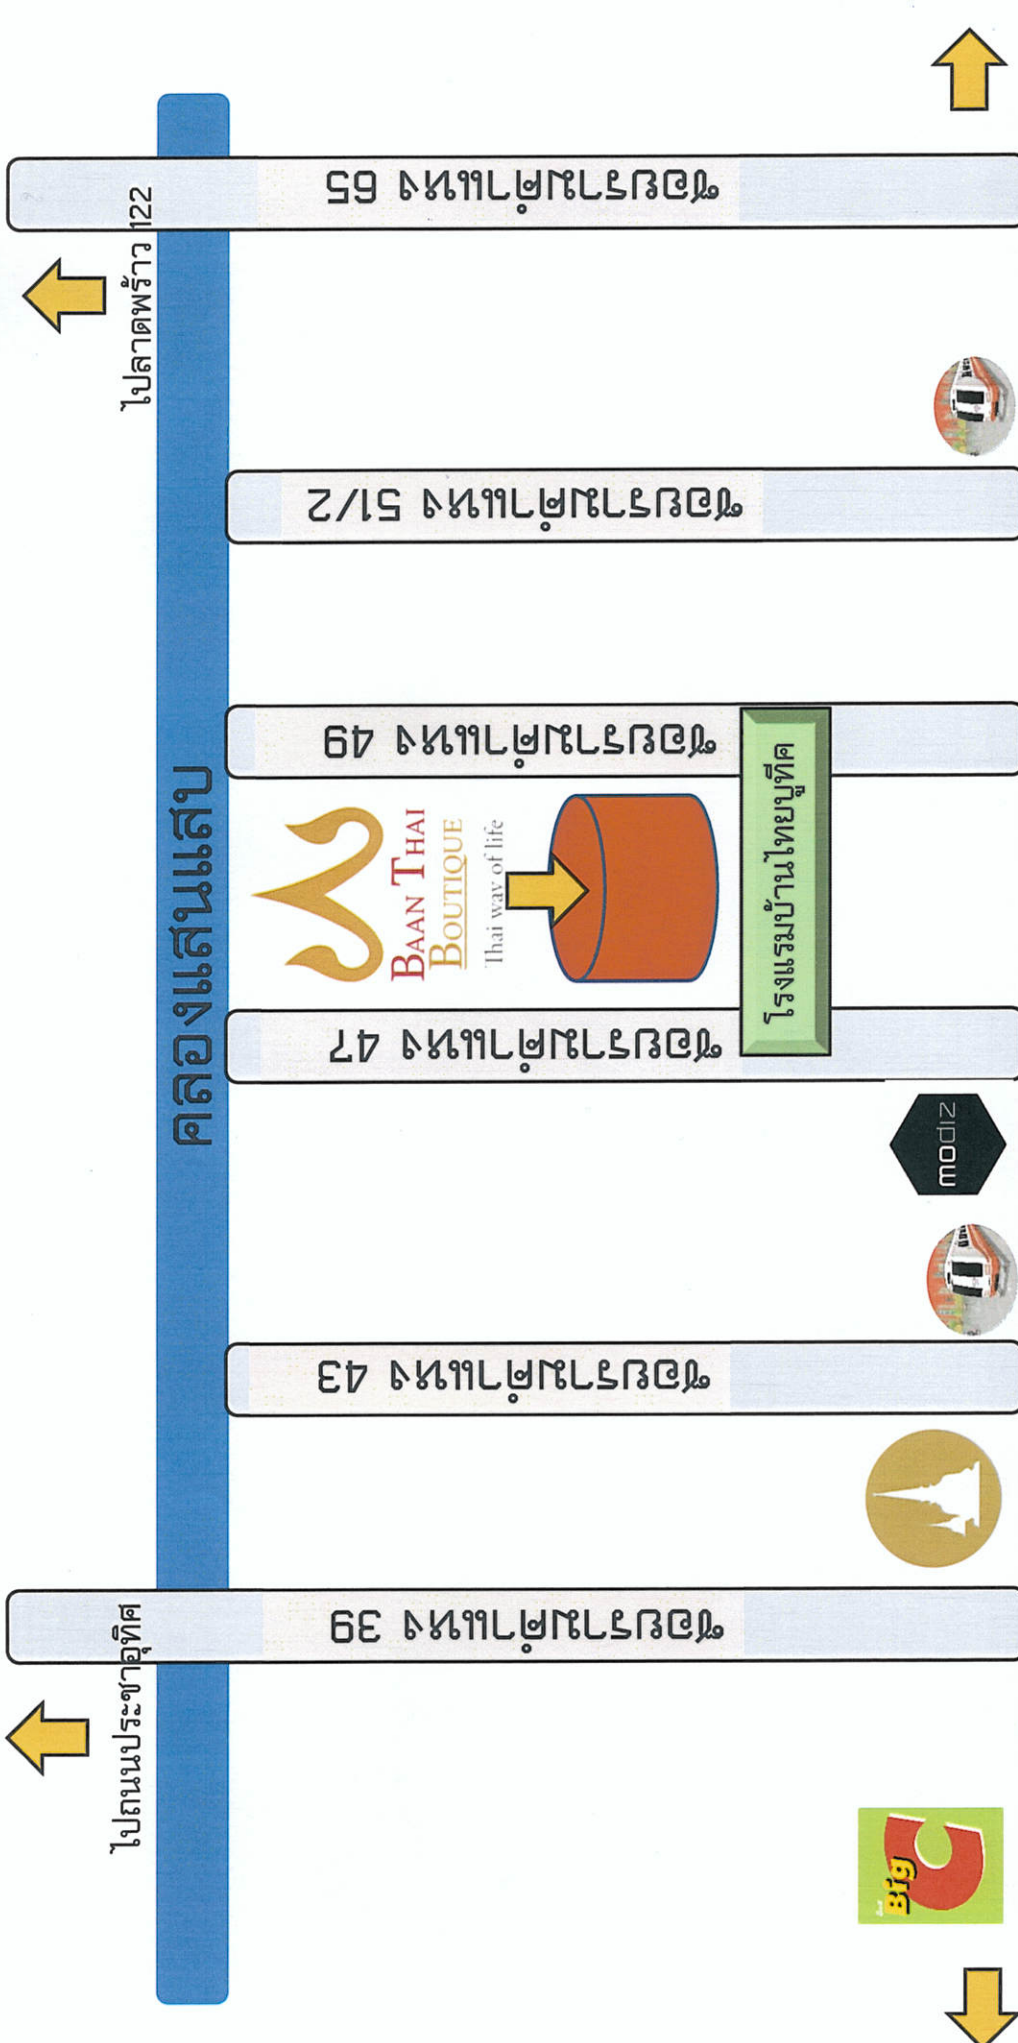 ไปถนนประชาอุทิศ
ไปลาดพร้าว 122
คลองแสนแสบ
ซอยรามคำแหง 39
ซอยรามคำแหง 43
ซอยรามคำแหง 47
ซอยรามคำแหง 49
ซอยรามคำแหง 51/2
ซอยรามคำแหง 65
BAAN THAI
BOUTIQUE
Thai way of life
โรงแรมบ้านไทยบูทีค
Big C
modiz